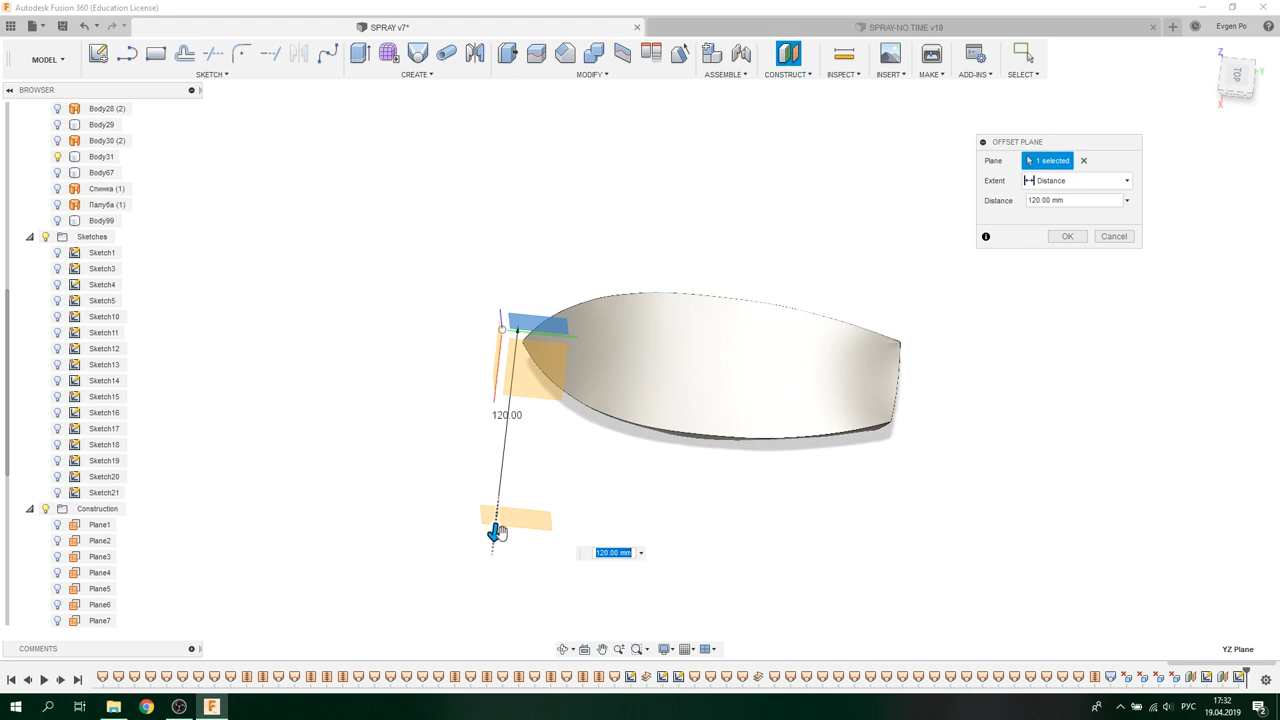 Autodesk Fusion 360 (Education License)
SPRAY v7*
SPRAY-NO TIME v18
Evgen Po
MODEL
SKETCH
CREATE
MODIFY
ASSEMBLE
CONSTRUCT
INSPECT
INSERT
MAKE
ADD-INS
SELECT
BROWSER
Z
TOP
Y
X
Body28 (2)
Body29
Body30 (2)
Body31
Body67
Спинка (1)
Палуба (1)
Body99
Sketches
Sketch1
Sketch3
Sketch4
Sketch5
Sketch10
Sketch11
Sketch12
Sketch13
Sketch14
Sketch15
Sketch16
Sketch17
Sketch18
Sketch19
Sketch20
Sketch21
Construction
Plane1
Plane2
Plane3
Plane4
Plane5
Plane6
Plane7
OFFSET PLANE
Plane 1 selected
Extent Distance
Distance 120.00 mm
OK Cancel
120.00
120.00 mm
COMMENTS
YZ Plane
РУС
17:32
19.04.2019
2